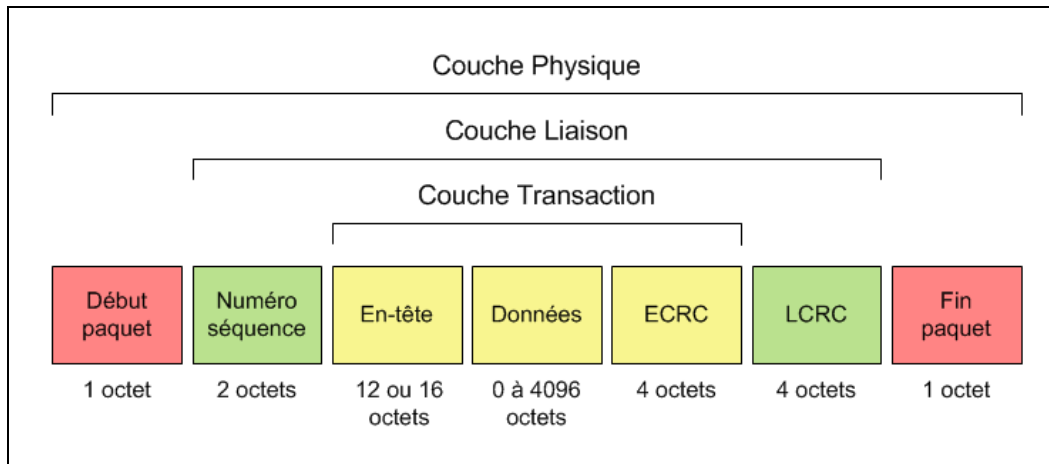 Couche Physique
Couche Liaison
Couche Transaction
Début
paquet
Numéro
séquence
En-tête
Données
ECRC
LCRC
Fin
paquet
1 octet
2 octets
12 ou 16
octets
0 à 4096
octets
4 octets
4 octets
1 octet